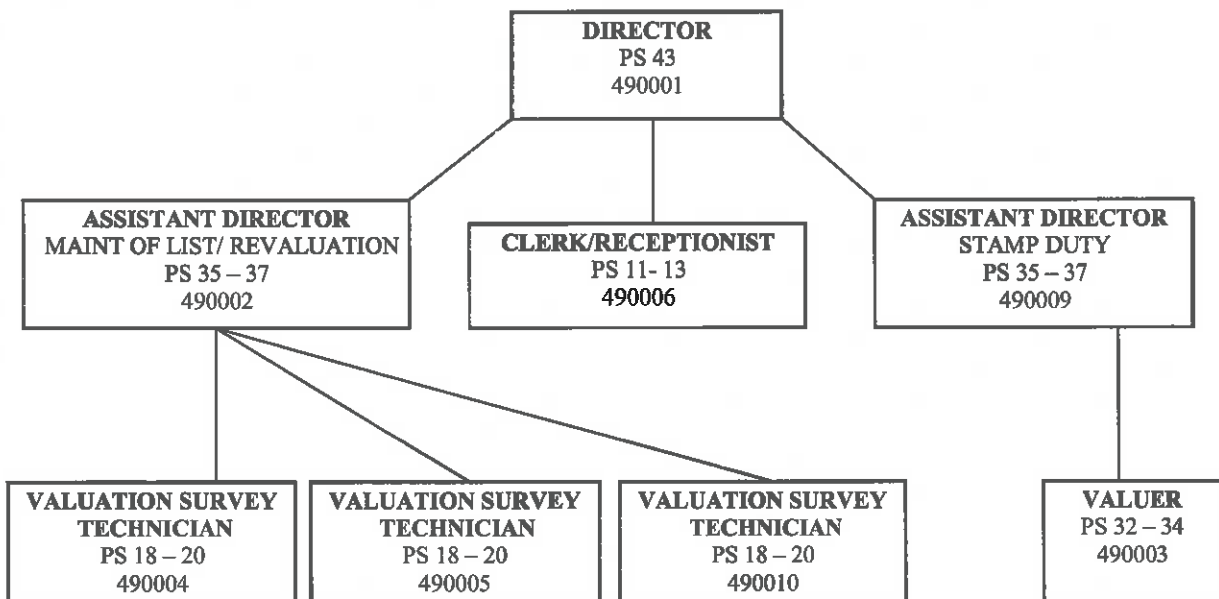 DIRECTOR
PS 43
490001
ASSISTANT DIRECTOR
MAINT OF LIST/ REVALUATION
PS 35 – 37
490002
CLERK/RECEPTIONIST
PS 11- 13
490006
ASSISTANT DIRECTOR
STAMP DUTY
PS 35 – 37
490009
VALUATION SURVEY
TECHNICIAN
PS 18 – 20
490004
VALUATION SURVEY
TECHNICIAN
PS 18 – 20
490005
VALUATION SURVEY
TECHNICIAN
PS 18 – 20
490010
VALUER
PS 32 – 34
490003